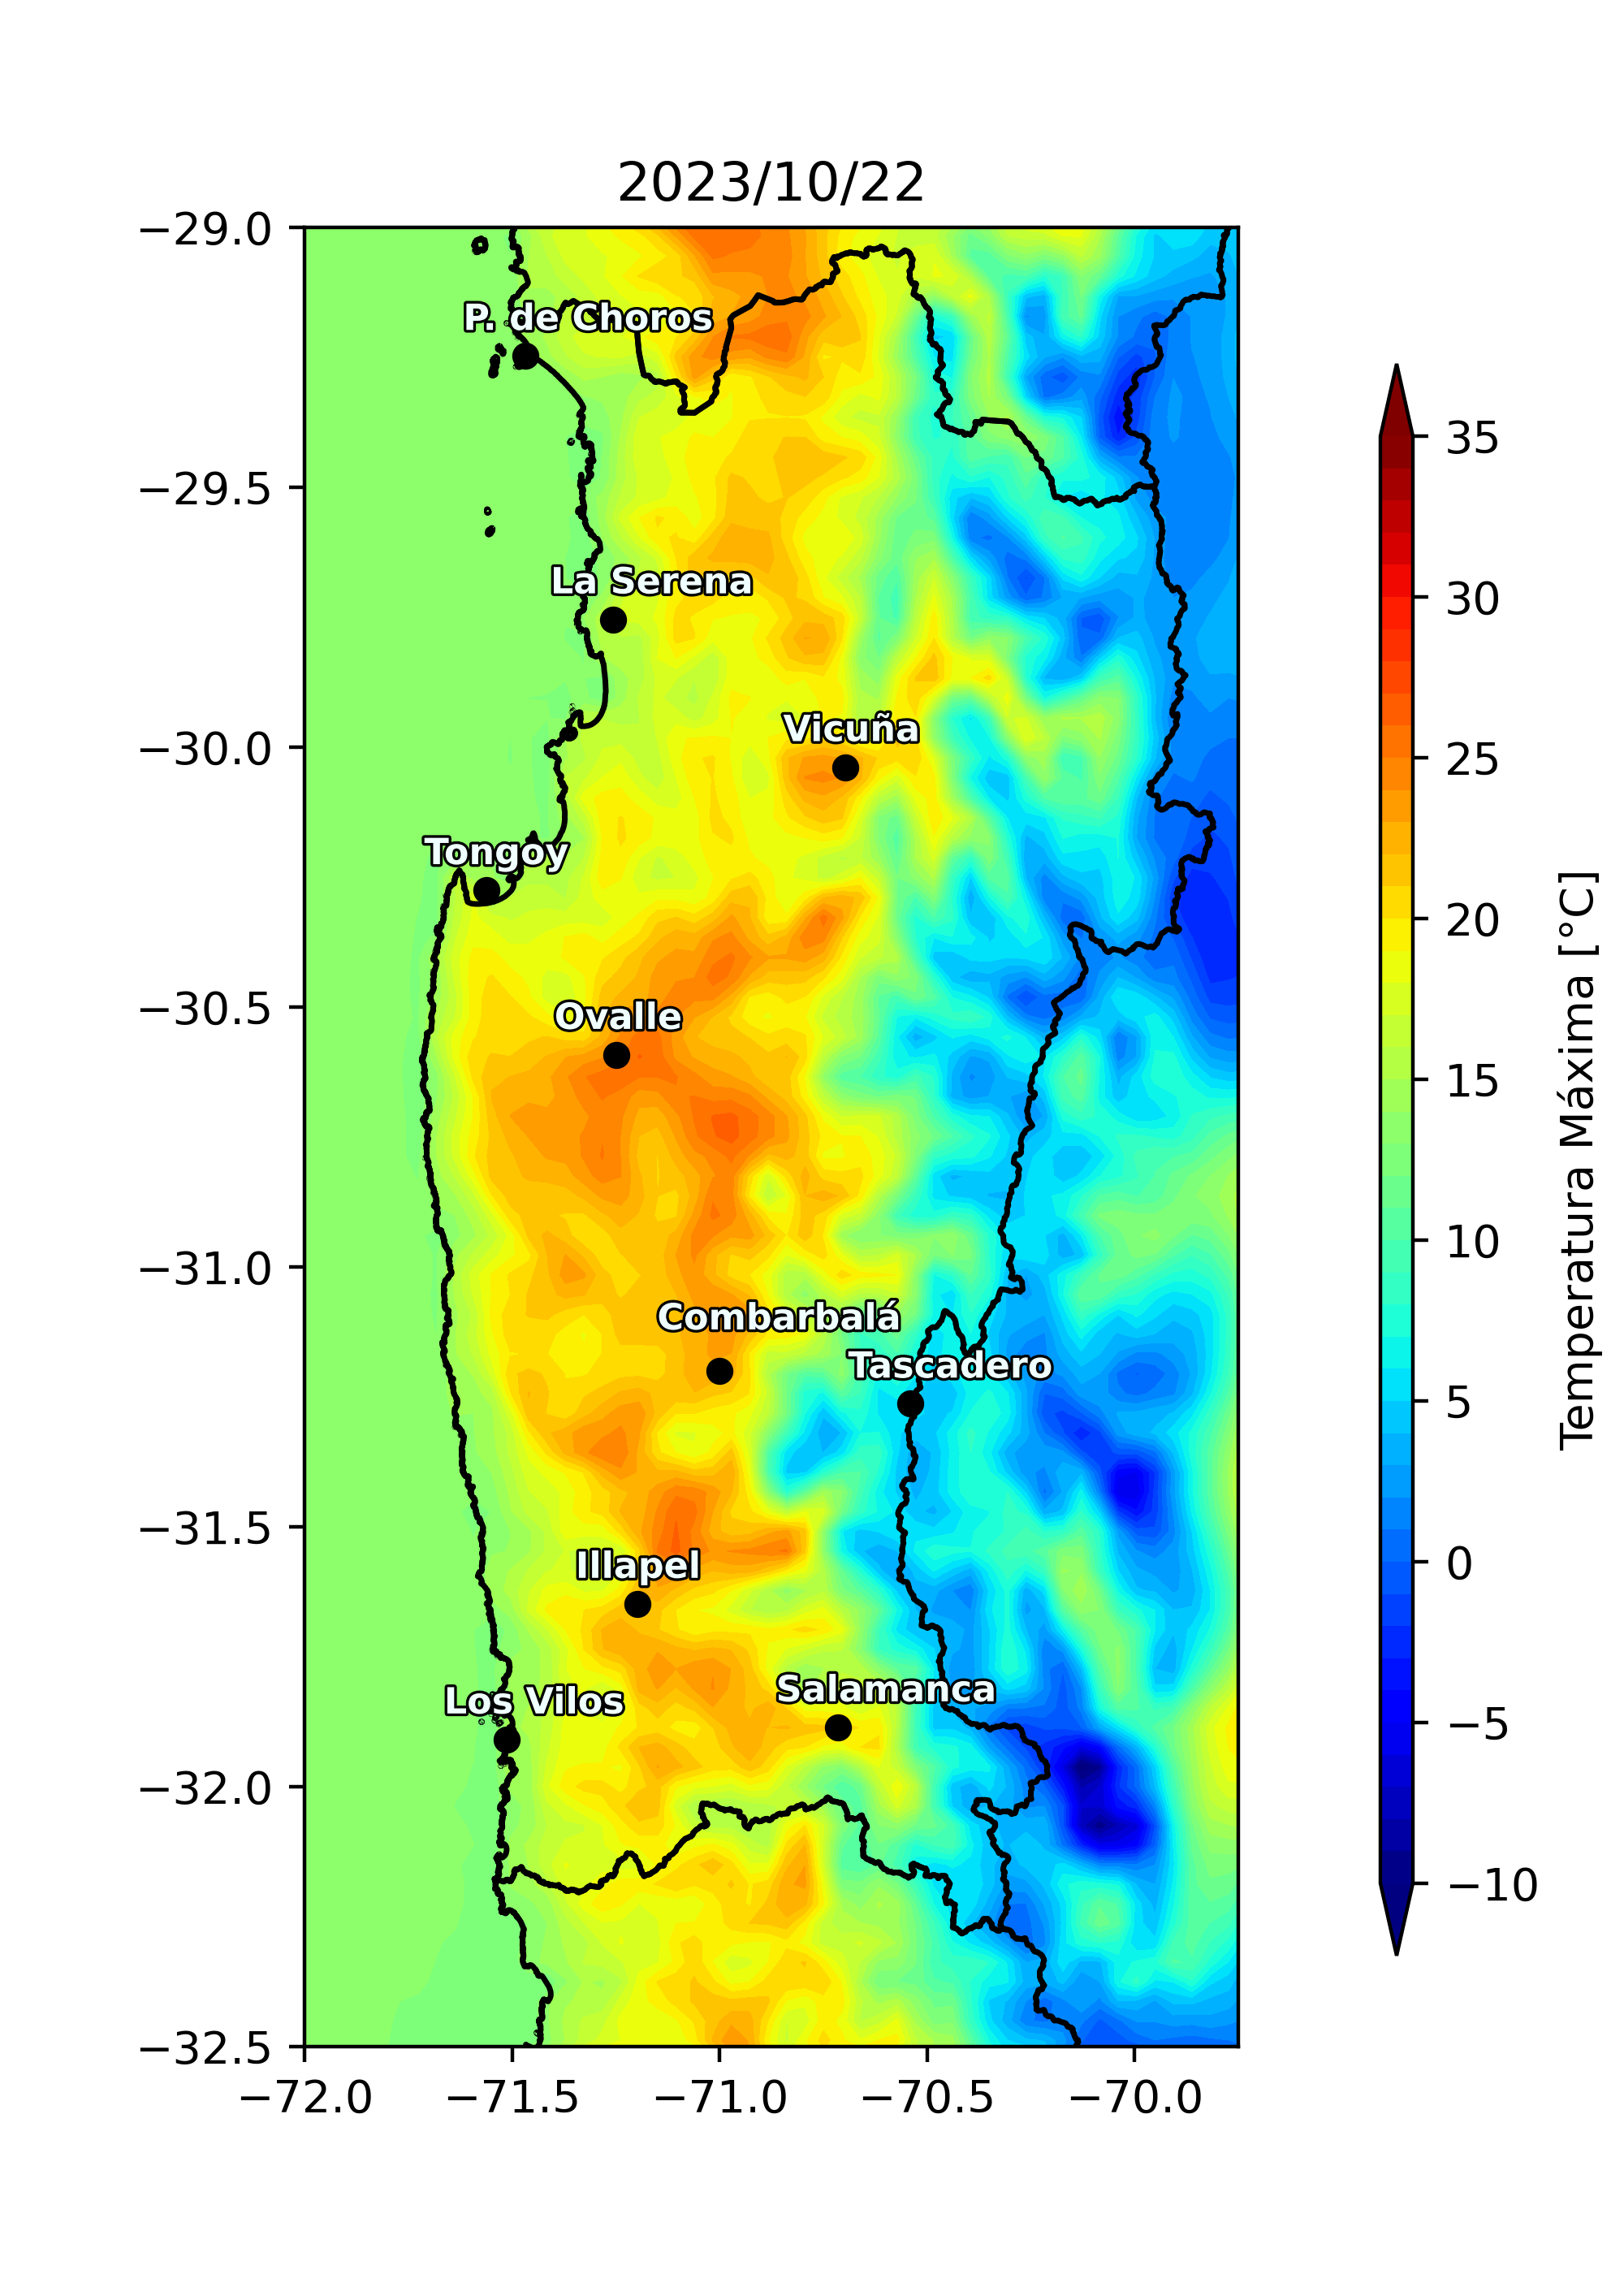 2023/10/22
−29.0
−29.5
−30.0
−30.5
−31.0
−31.5
−32.0
−32.5
−72.0
−71.5
−71.0
−70.5
−70.0
P. de Choros
La Serena
Vicuña
Tongoy
Ovalle
Combarbalá
Tascadero
Illapel
Salamanca
Los Vilos
35
30
25
20
15
10
5
0
−5
−10
Temperatura Máxima [°C]